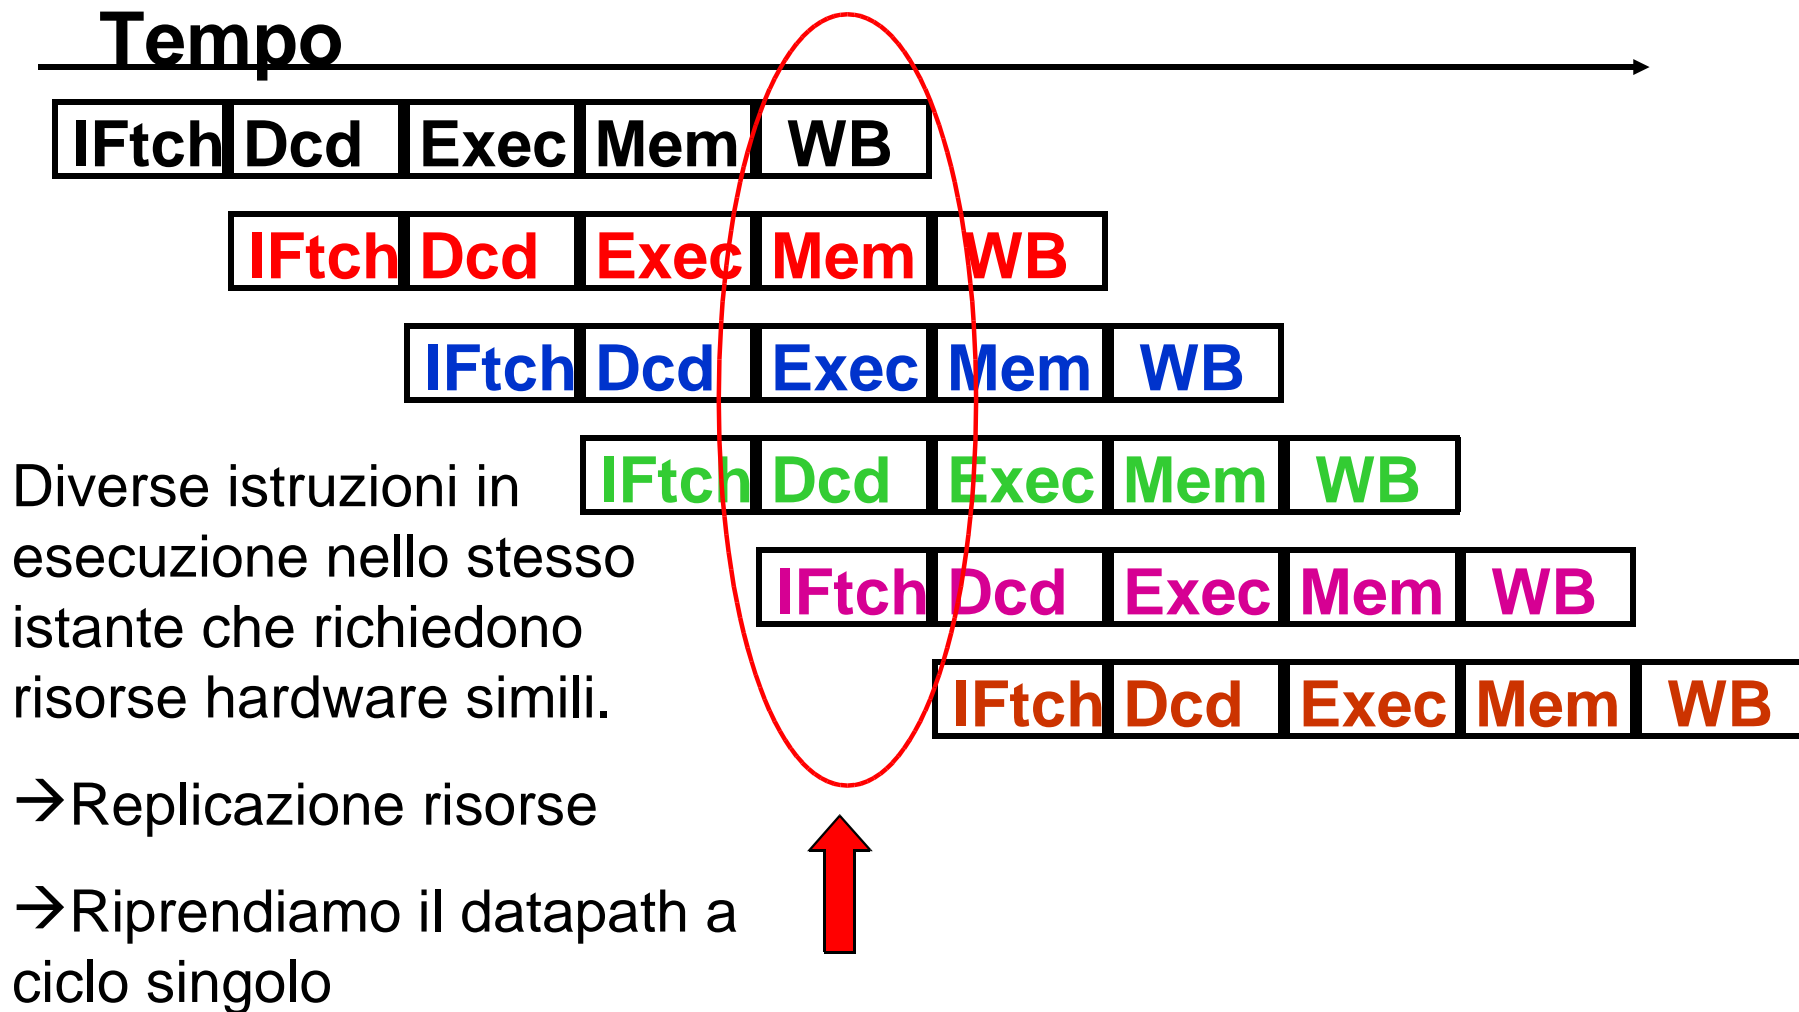 Tempo
IFtch Dcd Exec Mem WB
IFtch Dcd Exec Mem WB
IFtch Dcd Exec Mem WB
IFtch Dcd Exec Mem WB
IFtch Dcd Exec Mem WB
IFtch Dcd Exec Mem WB
Diverse istruzioni in
esecuzione nello stesso
istante che richiedono
risorse hardware simili.
→Replicazione risorse
→Riprendiamo il datapath a
ciclo singolo